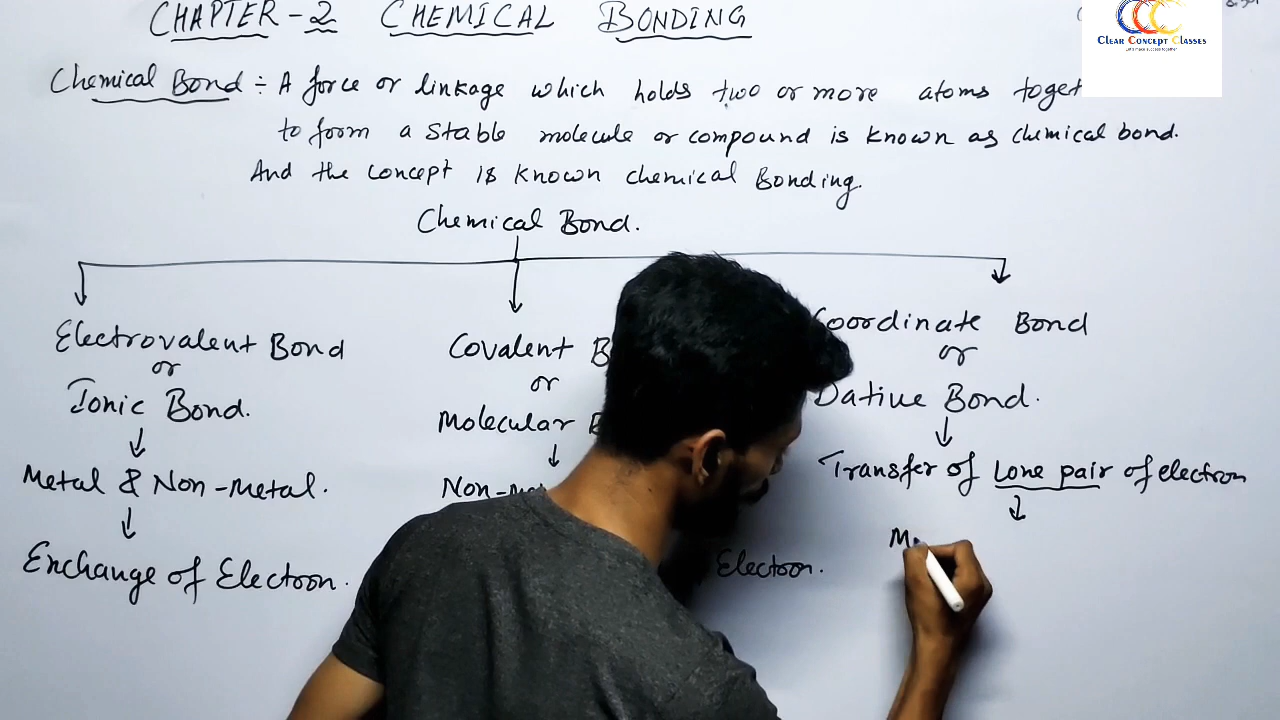 CHAPTER-2 CHEMICAL BONDING
CLEAR CONCEPT CLASSES
Chemical Bond ÷ A force or linkage which holds two or more atoms toget
to form a stable molecule or compound is known as chemical bond.
And the concept is known chemical Bonding.
Chemical Bond.
Electrovalent Bond
or
Ionic Bond.
Metal & Non-Metal.
Exchange of Electron.
Covalent B
or
Molecular B
Non-me
Electron.
Coordinate Bond
or
Dative Bond.
Transfer of Lone pair of electron
M